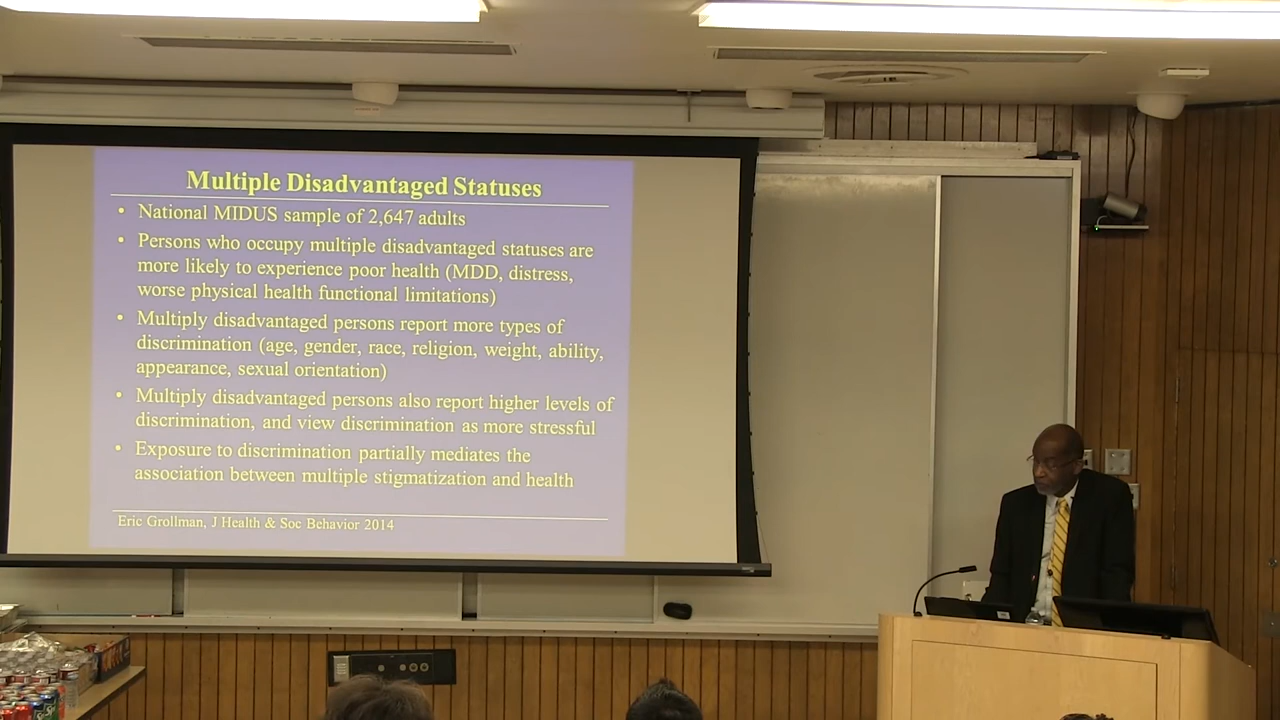 Multiple Disadvantaged Statuses
• National MIDUS sample of 2,647 adults
• Persons who occupy multiple disadvantaged statuses are
more likely to experience poor health (MDD, distress,
worse physical health functional limitations)
• Multiply disadvantaged persons report more types of
discrimination (age, gender, race, religion, weight, ability,
appearance, sexual orientation)
• Multiply disadvantaged persons also report higher levels of
discrimination, and view discrimination as more stressful
• Exposure to discrimination partially mediates the
association between multiple stigmatization and health
Eric Grollman, J Health & Soc Behavior 2014